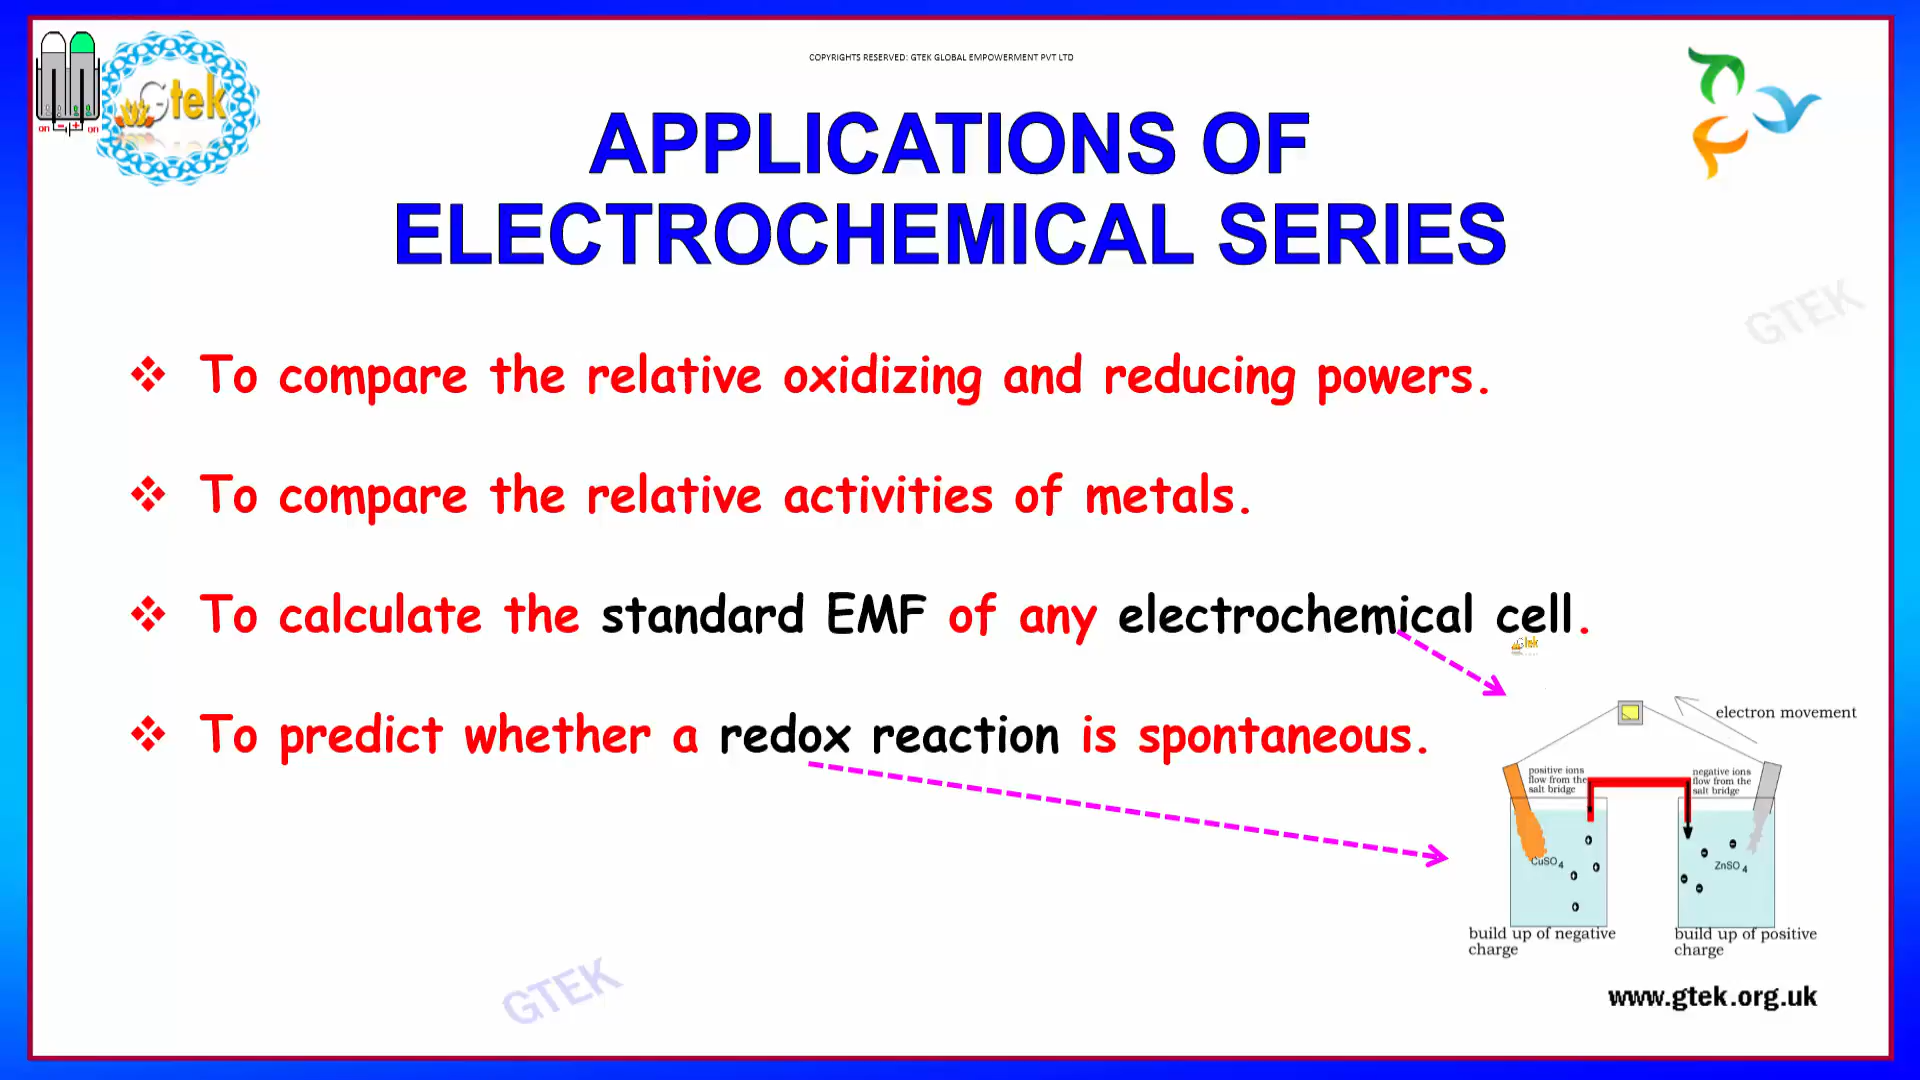 COPYRIGHTS RESERVED: GTEK GLOBAL EMPOWERMENT PVT LTD
Gtek
on - + on
APPLICATIONS OF
ELECTROCHEMICAL SERIES
GTEK
❖ To compare the relative oxidizing and reducing powers.
❖ To compare the relative activities of metals.
❖ To calculate the standard EMF of any electrochemical cell.
Gtek
❖ To predict whether a redox reaction is spontaneous.
electron movement
positive ions
flow from the
salt bridge
negative ions
flow from the
salt bridge
CuSO4
ZnSO4
build up of negative
charge
build up of positive
charge
GTEK
www.gtek.org.uk